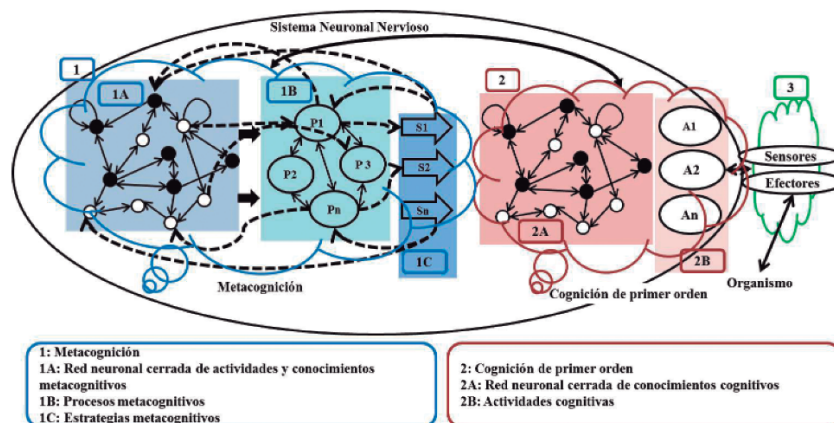 Sistema Neuronal Nervioso
1
1A
1B
2
3
P1
P2
P3
Pn
S1
S2
Sn
1C
A1
A2
An
2A
2B
Sensores
Efectores
Metacognición
Cognición de primer orden
Organismo
1: Metacognición
1A: Red neuronal cerrada de actividades y conocimientos
metacognitivos
1B: Procesos metacognitivos
1C: Estrategias metacognitivos
2: Cognición de primer orden
2A: Red neuronal cerrada de conocimientos cognitivos
2B: Actividades cognitivas